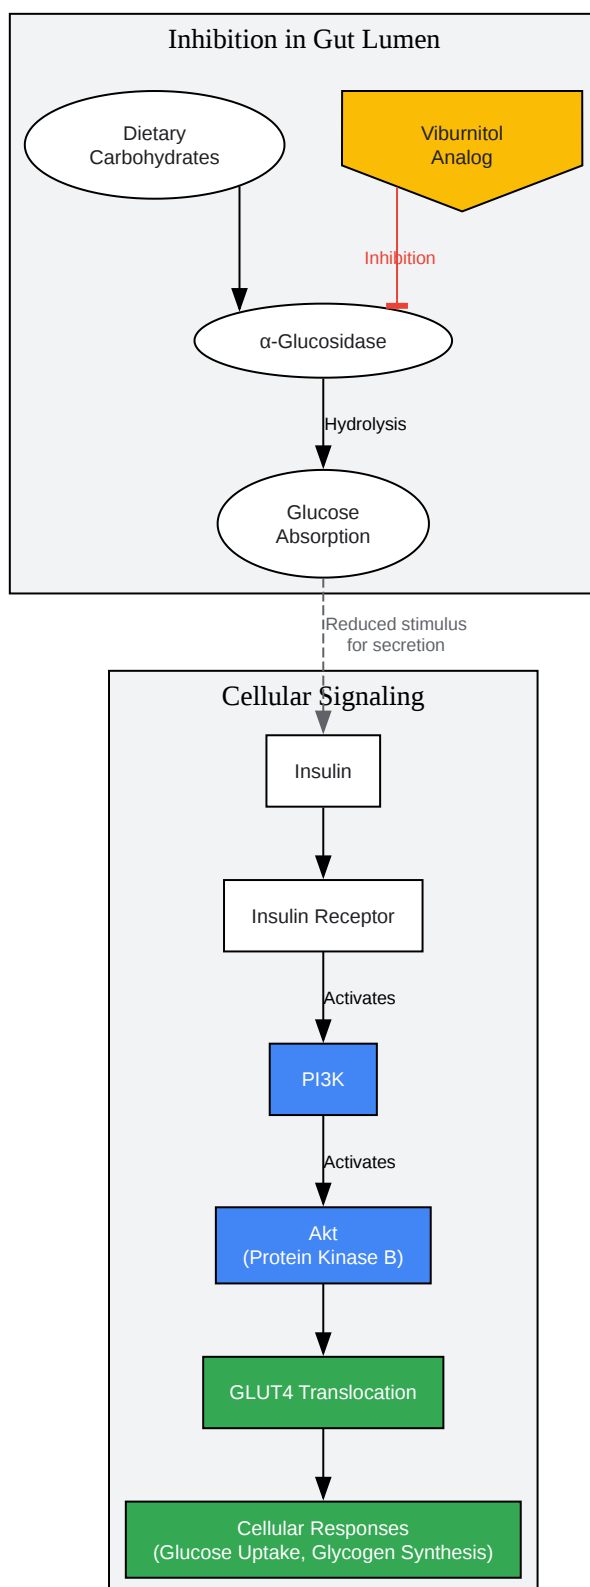 Inhibition in Gut Lumen
Dietary
Carbohydrates
Viburnitol
Analog
Inhibition
α-Glucosidase
Hydrolysis
Glucose
Absorption
Reduced stimulus
for secretion
Cellular Signaling
Insulin
Insulin Receptor
Activates
PI3K
Activates
Akt
(Protein Kinase B)
GLUT4 Translocation
Cellular Responses
(Glucose Uptake, Glycogen Synthesis)